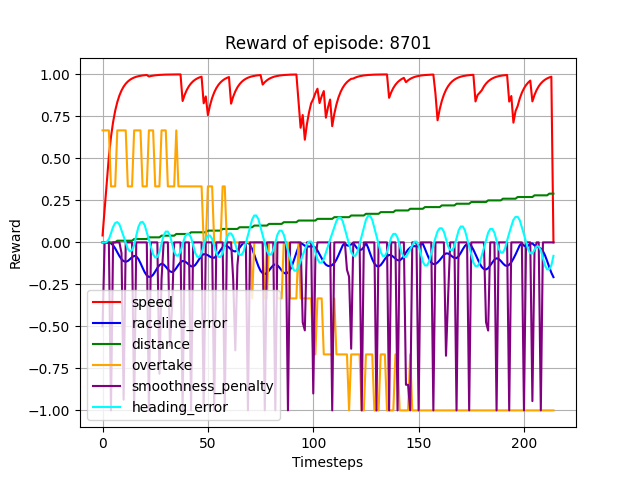 Reward of episode: 8701
Reward
1.00
0.75
0.50
0.25
0.00
−0.25
−0.50
−0.75
−1.00
speed
raceline_error
distance
overtake
smoothness_penalty
heading_error
0 50 100 150 200
Timesteps